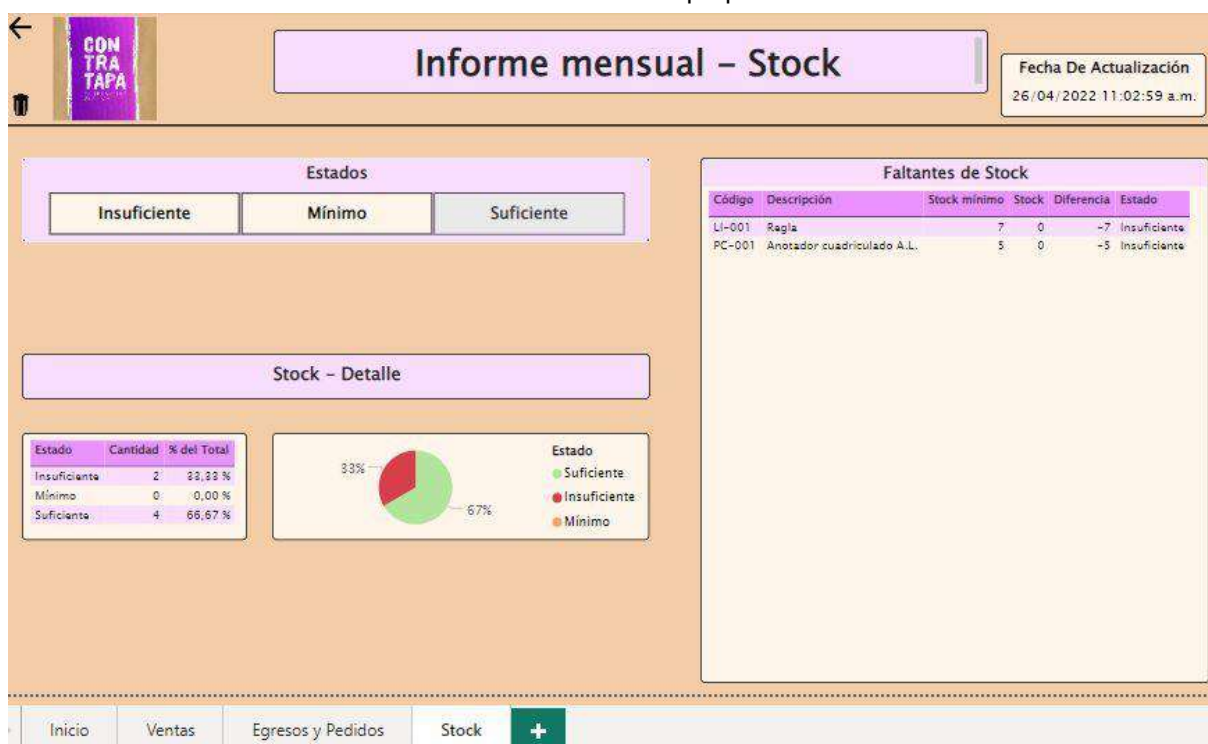 CON
TRA
TAPA
Informe mensual – Stock
Fecha De Actualización
26/04/2022 11:02:59 a.m.
Estados
Insuficiente Mínimo Suficiente
Faltantes de Stock
Código Descripción Stock mínimo Stock Diferencia Estado
LI-001 Regla 7 0 -7 Insuficiente
PC-001 Anotador cuadriculado A.L. 5 0 -5 Insuficiente
Stock – Detalle
Estado Cantidad % del Total
Insuficiente 2 33,33 %
Mínimo 0 0,00 %
Suficiente 4 66,67 %
33%
67%
Estado
Suficiente
Insuficiente
Mínimo
Inicio Ventas Egresos y Pedidos Stock +